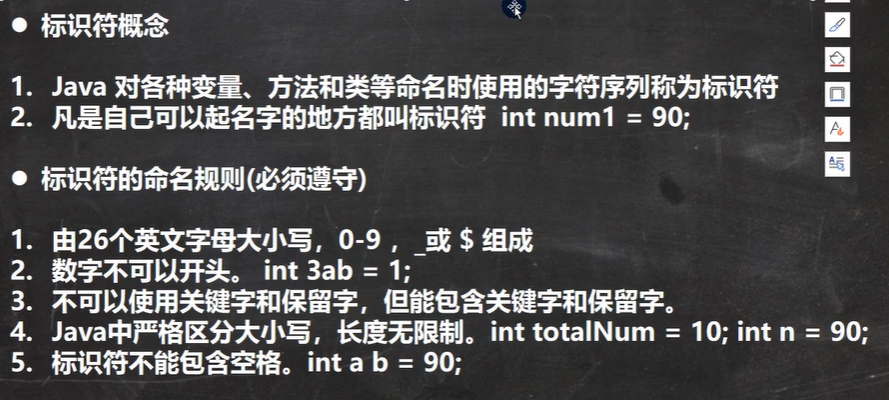 ● 标识符概念
1. Java 对各种变量、方法和类等命名时使用的字符序列称为标识符
2. 凡是自己可以起名字的地方都叫标识符 int num1 = 90;
● 标识符的命名规则(必须遵守)
1. 由26个英文字母大小写，0-9 ，_或 $ 组成
2. 数字不可以开头。 int 3ab = 1;
3. 不可以使用关键字和保留字，但能包含关键字和保留字。
4. Java中严格区分大小写，长度无限制。int totalNum = 10; int n = 90;
5. 标识符不能包含空格。int a b = 90;